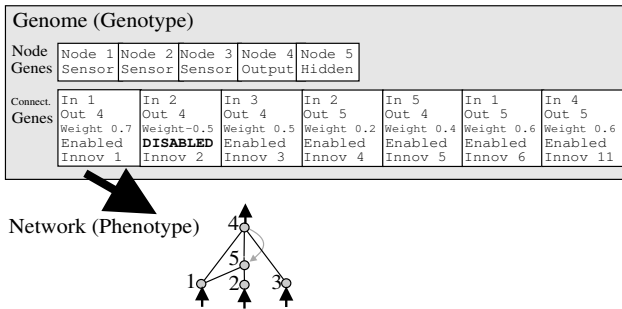 Genome (Genotype)
Node Genes
Node 1 Node 2 Node 3 Node 4 Node 5
Sensor Sensor Sensor Output Hidden
Connect. Genes
In 1 In 2 In 3 In 2 In 5 In 1 In 4
Out 4 Out 4 Out 4 Out 5 Out 4 Out 5 Out 5
Weight 0.7 Weight-0.5 Weight 0.5 Weight 0.2 Weight 0.4 Weight 0.6 Weight 0.6
Enabled DISABLED Enabled Enabled Enabled Enabled Enabled
Innov 1 Innov 2 Innov 3 Innov 4 Innov 5 Innov 6 Innov 11
Network (Phenotype)
4
5
1 2 3